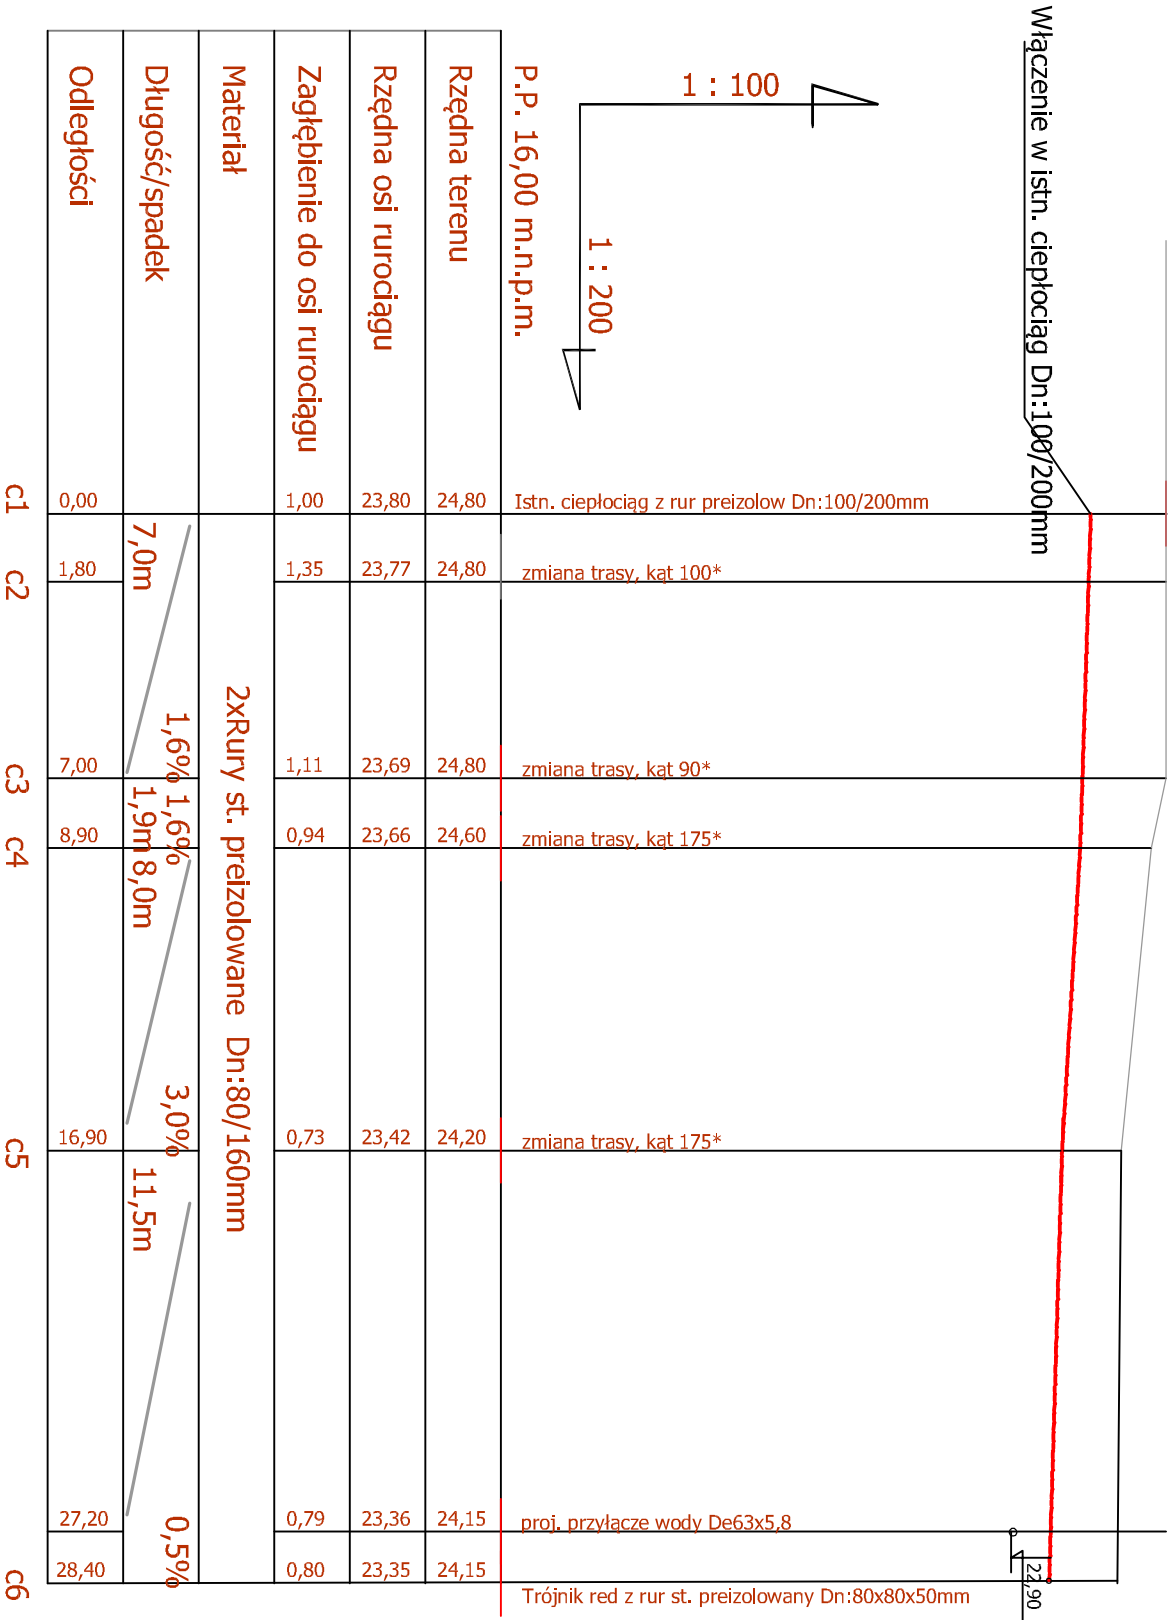 Włączenie w istn. ciepłociąg Dn:100/200mm
1 : 100
1 : 200
P.P. 16,00 m.n.p.m.
Istn. ciepłociąg z rur preizolow Dn:100/200mm
zmiana trasy, kąt 100*
zmiana trasy, kąt 90*
zmiana trasy, kąt 175*
zmiana trasy, kąt 175*
proj. przyłącze wody De63x5,8
Trójnik red z rur st. preizolowany Dn:80x80x50mm
22,90
Rzędna terenu 24,80 24,80 24,80 24,60 24,20 24,15 24,15
Rzędna osi rurociągu 23,80 23,77 23,69 23,66 23,42 23,36 23,35
Zagłębienie do osi rurociągu 1,00 1,35 1,11 0,94 0,73 0,79 0,80
Materiał 2xRury st. preizolowane Dn:80/160mm
Długość/spadek 7,0m 1,6% 1,9m 1,6% 8,0m 3,0% 11,5m 0,5%
Odległości 0,00 1,80 7,00 8,90 16,90 27,20 28,40
c1 c2 c3 c4 c5 c6